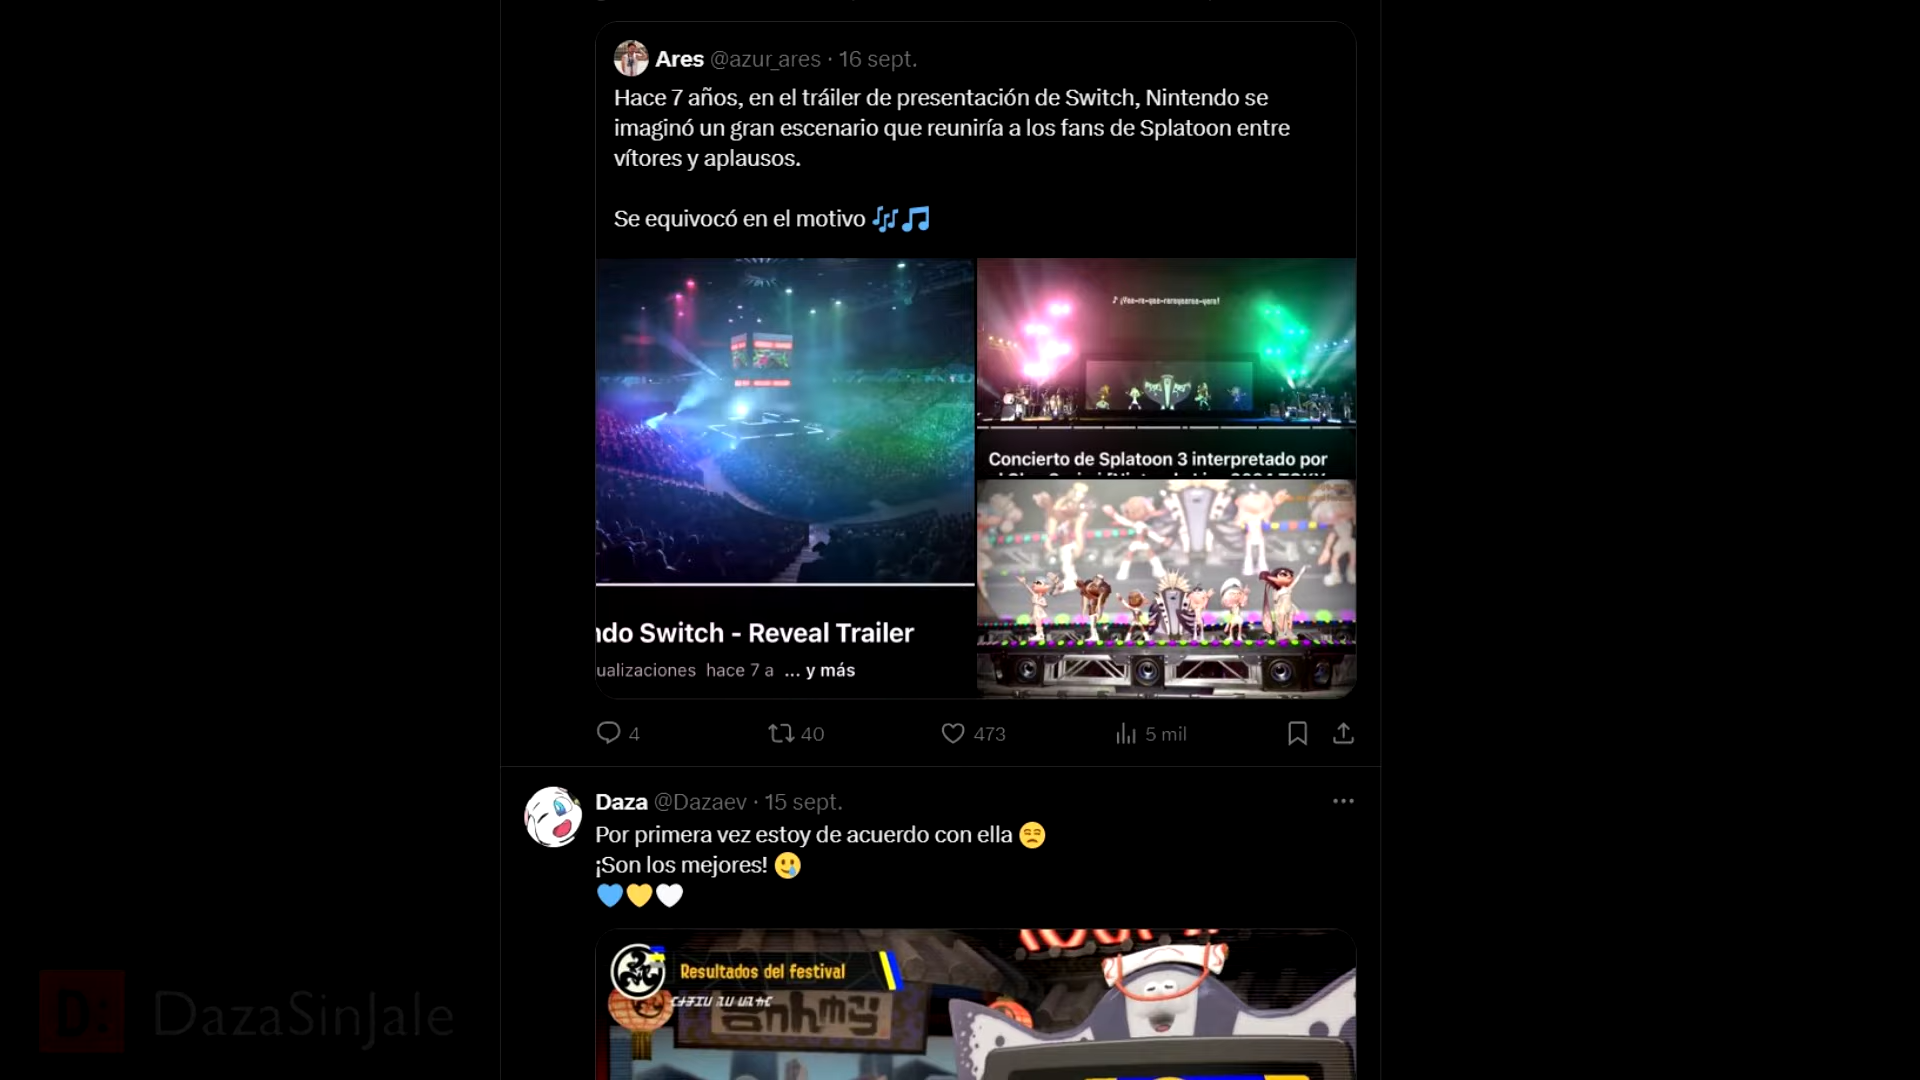 Ares @azur_ares · 16 sept.
Hace 7 años, en el tráiler de presentación de Switch, Nintendo se
imaginó un gran escenario que reuniría a los fans de Splatoon entre
vítores y aplausos.
Se equivocó en el motivo
Concierto de Splatoon 3 interpretado por
ndo Switch - Reveal Trailer
ualizaciones hace 7 a ... y más
4 40 473 5 mil
Daza @Dazaev · 15 sept.
Por primera vez estoy de acuerdo con ella
¡Son los mejores!
Resultados del festival
D: DazaSinJale